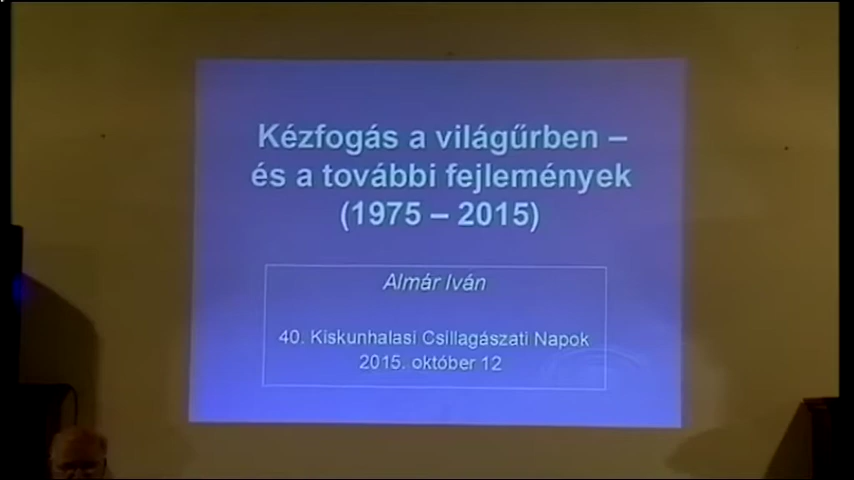 Kézfogás a világűrben –
és a további fejlemények
(1975 – 2015)
Almár Iván
40. Kiskunhalasi Csillagászati Napok
2015. október 12